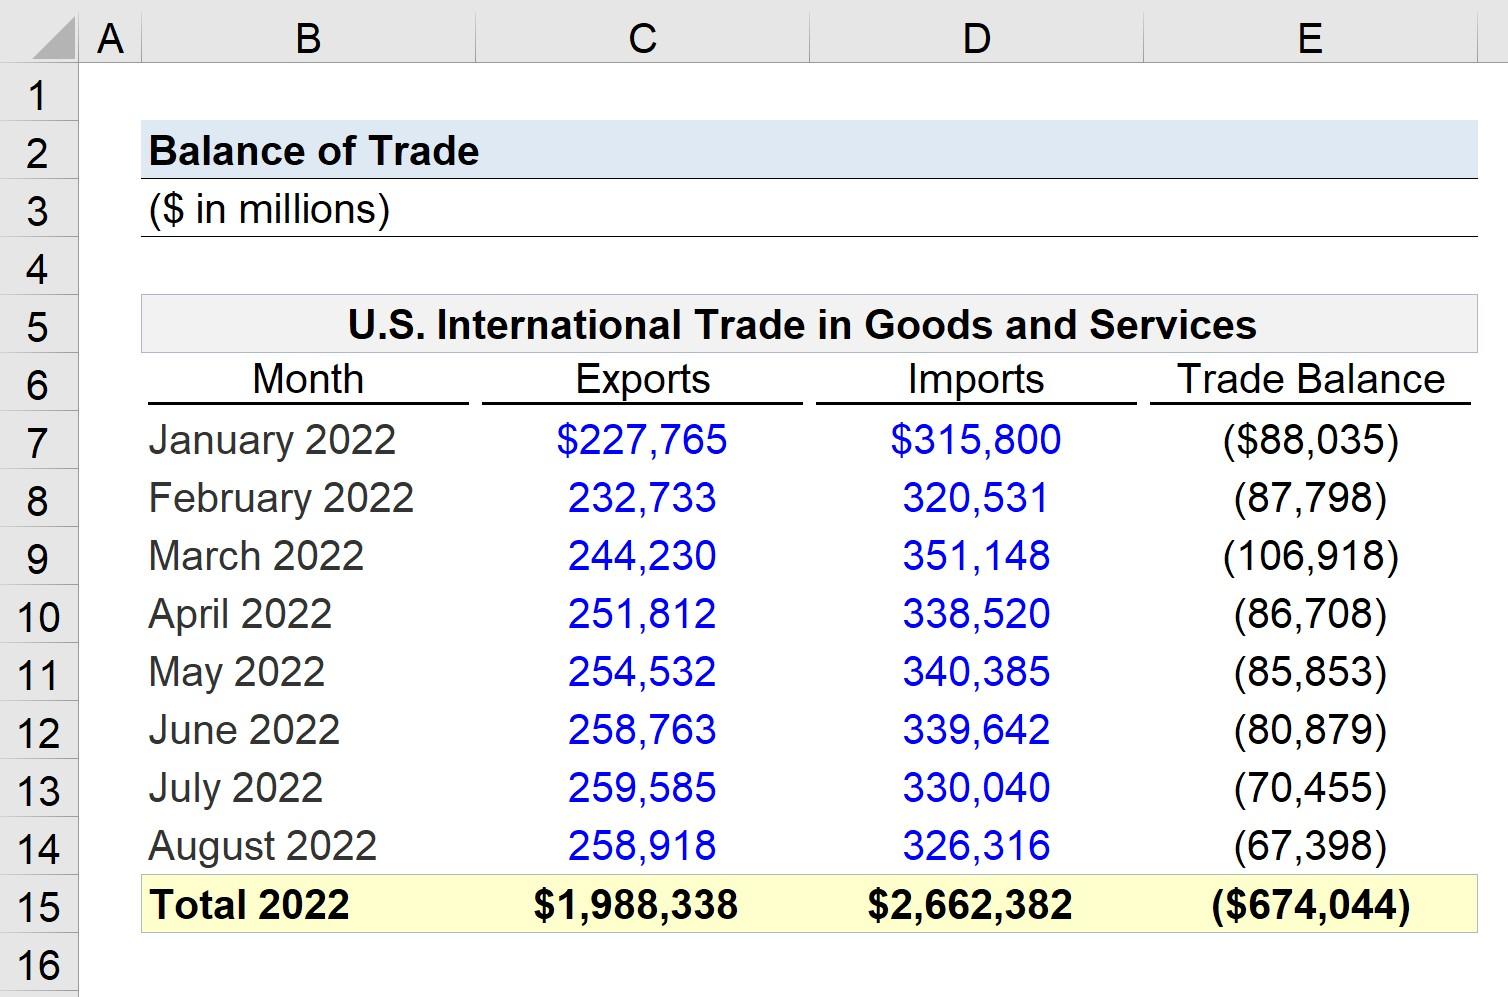 A B C D E
1
2 Balance of Trade
3 ($ in millions)
4
5 U.S. International Trade in Goods and Services
6 Month Exports Imports Trade Balance
7 January 2022 $227,765 $315,800 ($88,035)
8 February 2022 232,733 320,531 (87,798)
9 March 2022 244,230 351,148 (106,918)
10 April 2022 251,812 338,520 (86,708)
11 May 2022 254,532 340,385 (85,853)
12 June 2022 258,763 339,642 (80,879)
13 July 2022 259,585 330,040 (70,455)
14 August 2022 258,918 326,316 (67,398)
15 Total 2022 $1,988,338 $2,662,382 ($674,044)
16